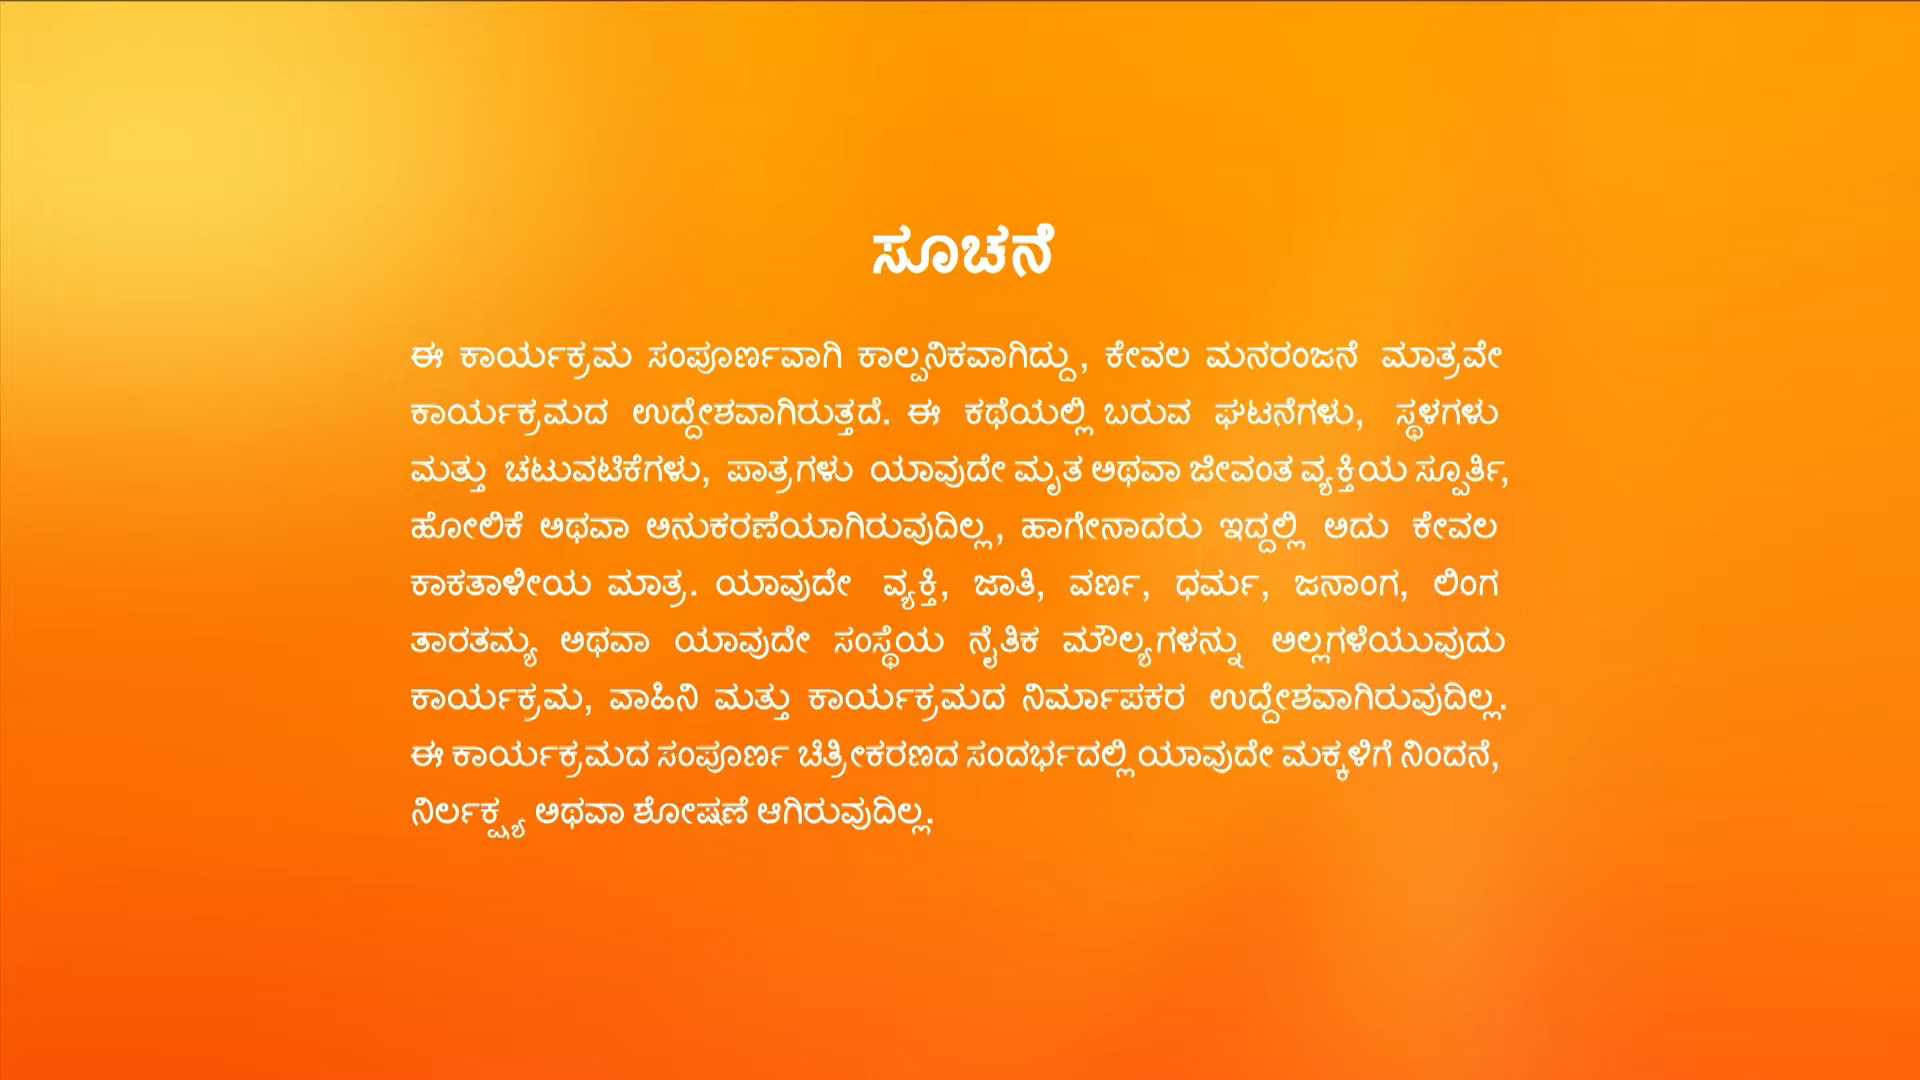 ಸೂಚನೆ
ಈ ಕಾರ್ಯಕ್ರಮ ಸಂಪೂರ್ಣವಾಗಿ ಕಾಲ್ಪನಿಕವಾಗಿದ್ದು, ಕೇವಲ ಮನರಂಜನೆ ಮಾತ್ರವೇ
ಕಾರ್ಯಕ್ರಮದ ಉದ್ದೇಶವಾಗಿರುತ್ತದೆ. ಈ ಕಥೆಯಲ್ಲಿ ಬರುವ ಘಟನೆಗಳು, ಸ್ಥಳಗಳು
ಮತ್ತು ಚಟುವಟಿಕೆಗಳು, ಪಾತ್ರಗಳು ಯಾವುದೇ ಮೃತ ಅಥವಾ ಜೀವಂತ ವ್ಯಕ್ತಿಯ ಸ್ಪೂರ್ತಿ,
ಹೋಲಿಕೆ ಅಥವಾ ಅನುಕರಣೆಯಾಗಿರುವುದಿಲ್ಲ, ಹಾಗೇನಾದರು ಇದ್ದಲ್ಲಿ ಅದು ಕೇವಲ
ಕಾಕತಾಳೀಯ ಮಾತ್ರ. ಯಾವುದೇ ವ್ಯಕ್ತಿ, ಜಾತಿ, ವರ್ಣ, ಧರ್ಮ, ಜನಾಂಗ, ಲಿಂಗ
ತಾರತಮ್ಯ ಅಥವಾ ಯಾವುದೇ ಸಂಸ್ಥೆಯ ನೈತಿಕ ಮೌಲ್ಯಗಳನ್ನು ಅಲ್ಲಗಳೆಯುವುದು
ಕಾರ್ಯಕ್ರಮ, ವಾಹಿನಿ ಮತ್ತು ಕಾರ್ಯಕ್ರಮದ ನಿರ್ಮಾಪಕರ ಉದ್ದೇಶವಾಗಿರುವುದಿಲ್ಲ.
ಈ ಕಾರ್ಯಕ್ರಮದ ಸಂಪೂರ್ಣ ಚಿತ್ರೀಕರಣದ ಸಂದರ್ಭದಲ್ಲಿ ಯಾವುದೇ ಮಕ್ಕಳಿಗೆ ನಿಂದನೆ,
ನಿರ್ಲಕ್ಷ್ಯ ಅಥವಾ ಶೋಷಣೆ ಆಗಿರುವುದಿಲ್ಲ.